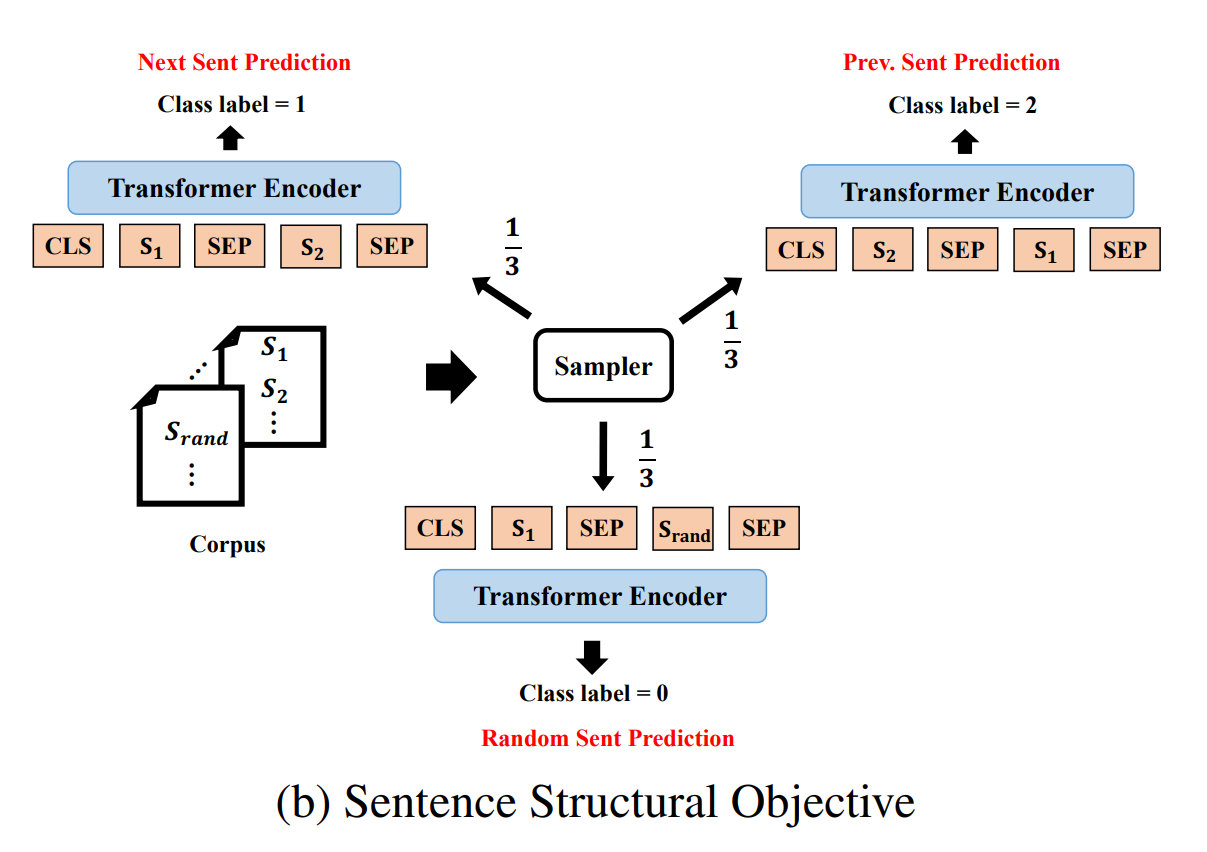 Next Sent Prediction
Class label = 1
Transformer Encoder
CLS S₁ SEP S₂ SEP
1/3
Prev. Sent Prediction
Class label = 2
Transformer Encoder
CLS S₂ SEP S₁ SEP
1/3
Sampler
S₁
S₂
⋮
⋰
S_rand
⋮
Corpus
1/3
CLS S₁ SEP S_rand SEP
Transformer Encoder
Class label = 0
Random Sent Prediction
(b) Sentence Structural Objective